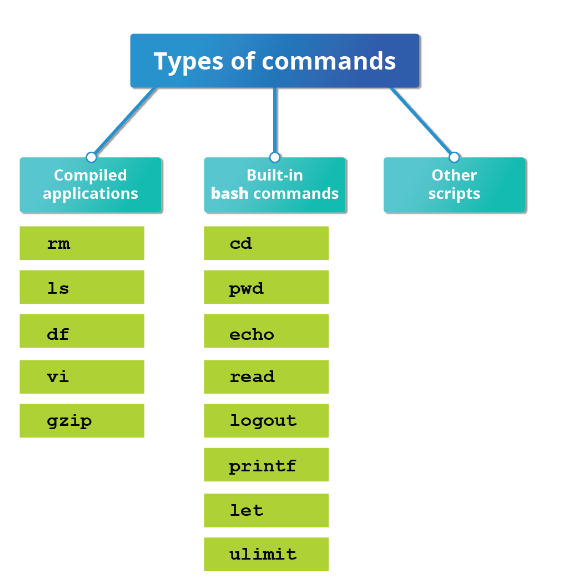 Types of commands
Compiled
applications
Built-in
bash commands
Other
scripts
rm
ls
df
vi
gzip
cd
pwd
echo
read
logout
printf
let
ulimit